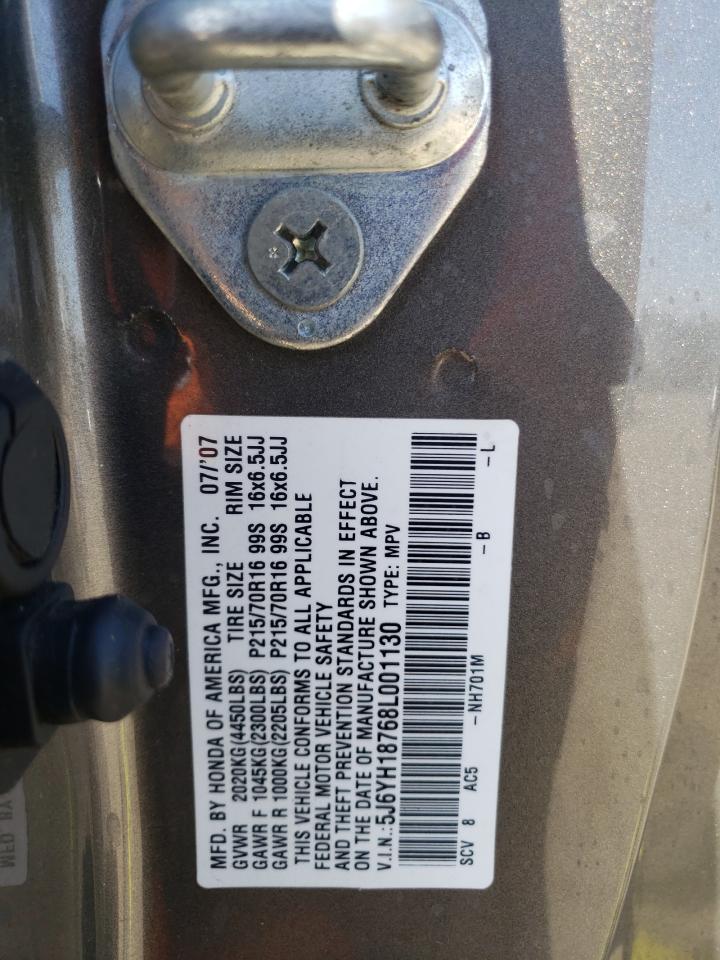 MFD. BY HONDA OF AMERICA MFG., INC. 07/'07
GVWR 2020KG(4450LBS) TIRE SIZE RIM SIZE
GAWR F 1045KG(2300LBS) P215/70R16 99S 16x6.5JJ
GAWR R 1000KG(2205LBS) P215/70R16 99S 16x6.5JJ
THIS VEHICLE CONFORMS TO ALL APPLICABLE
FEDERAL MOTOR VEHICLE SAFETY
AND THEFT PREVENTION STANDARDS IN EFFECT
ON THE DATE OF MANUFACTURE SHOWN ABOVE.
V.I.N.:5J6YH18768L001130 TYPE: MPV
SCV 8 AC5 -NH701M -B -L
MFD. BY